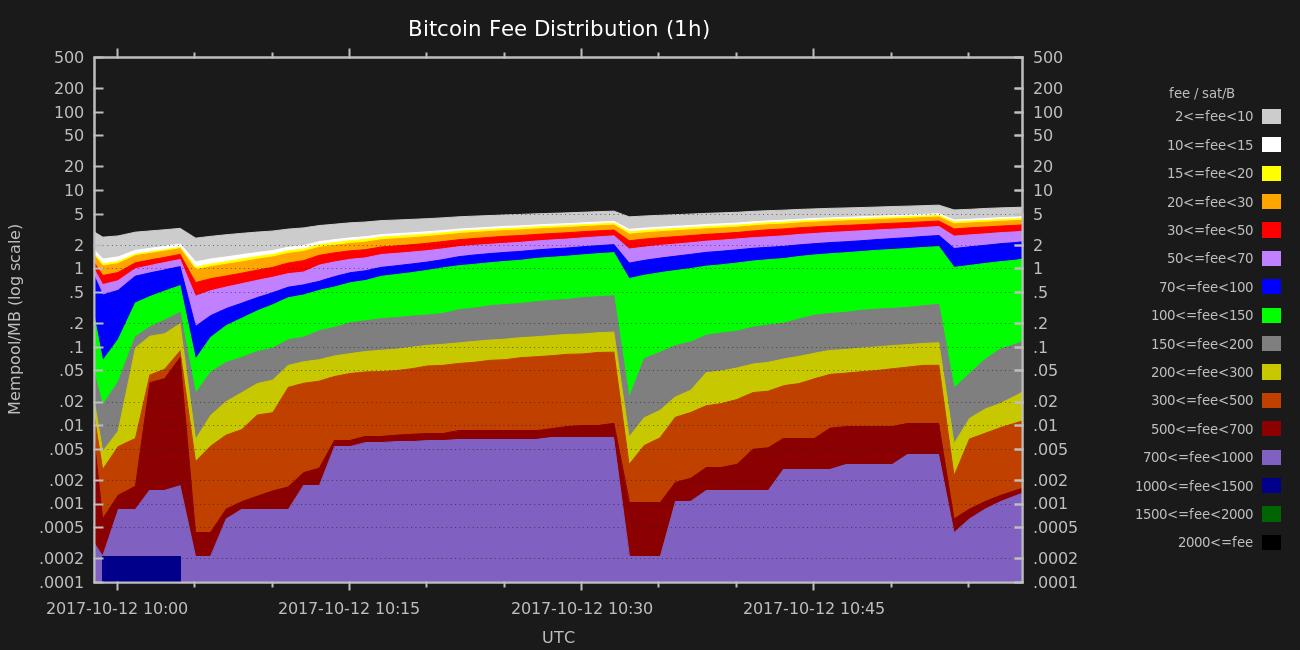 Bitcoin Fee Distribution (1h)
Mempool/MB (log scale)
500
200
100
50
20
10
5
2
1
.5
.2
.1
.05
.02
.01
.005
.002
.001
.0005
.0002
.0001
500
200
100
50
20
10
5
2
1
.5
.2
.1
.05
.02
.01
.005
.002
.001
.0005
.0002
.0001
2017-10-12 10:00
2017-10-12 10:15
2017-10-12 10:30
2017-10-12 10:45
UTC
fee / sat/B
2<=fee<10
10<=fee<15
15<=fee<20
20<=fee<30
30<=fee<50
50<=fee<70
70<=fee<100
100<=fee<150
150<=fee<200
200<=fee<300
300<=fee<500
500<=fee<700
700<=fee<1000
1000<=fee<1500
1500<=fee<2000
2000<=fee